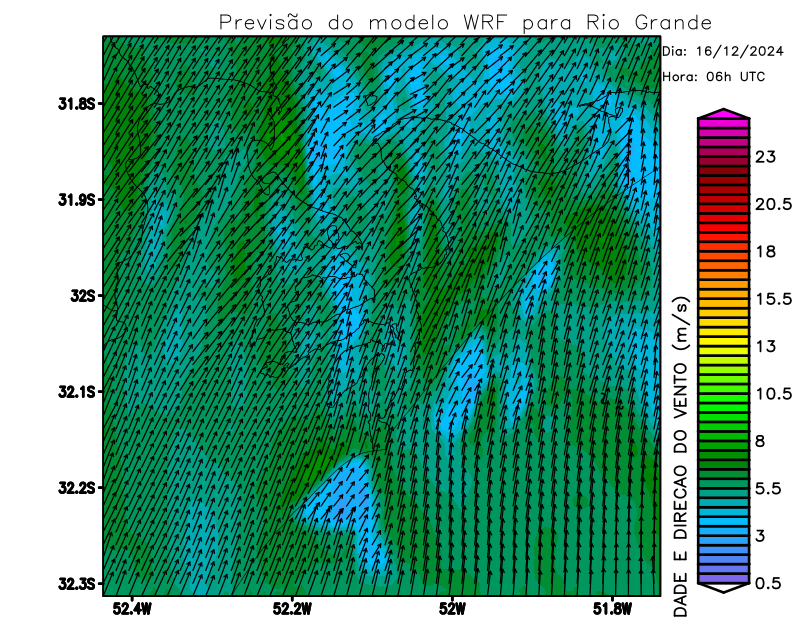 Previsão do modelo WRF para Rio Grande
Dia: 16/12/2024
Hora: 06h UTC
31.8S
31.9S
32S
32.1S
32.2S
32.3S
52.4W
52.2W
52W
51.8W
23
20.5
18
15.5
13
10.5
8
5.5
3
0.5
DADE E DIRECAO DO VENTO (m/s)